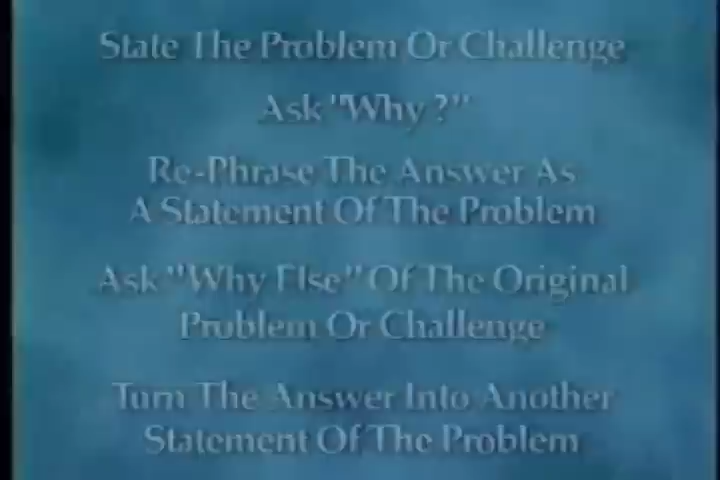 State The Problem Or Challenge
Ask "Why?"
Re-Phrase The Answer As
A Statement Of The Problem
Ask "Why Else" Of The Original
Problem Or Challenge
Turn The Answer Into Another
Statement Of The Problem